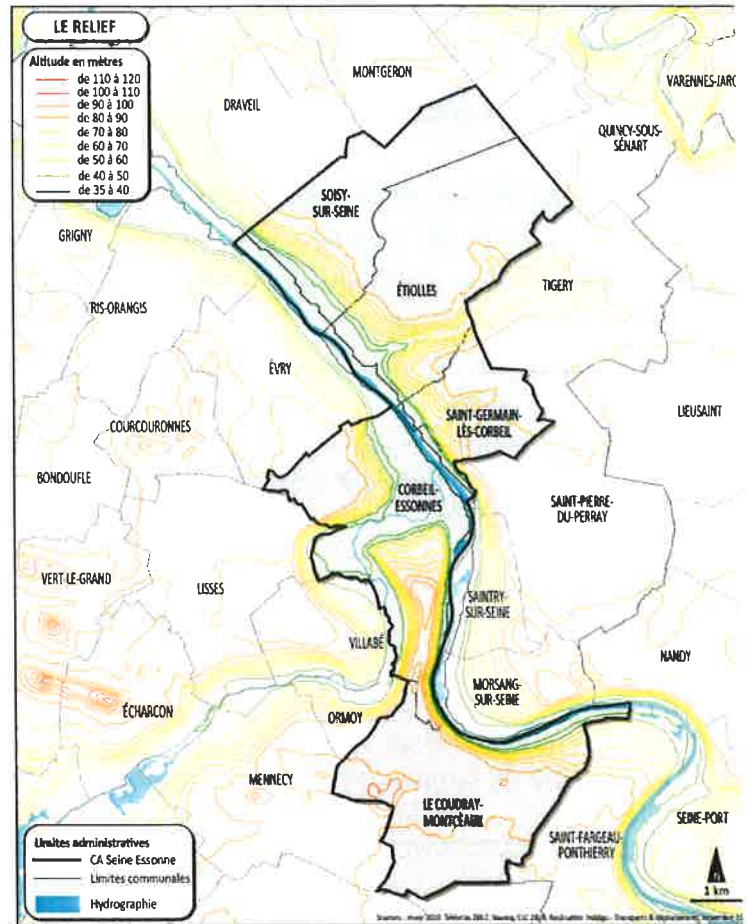 LE RELIEF
Altitude en mètres
de 110 à 120
de 100 à 110
de 90 à 100
de 80 à 90
de 70 à 80
de 60 à 70
de 50 à 60
de 40 à 50
de 35 à 40
MONTGERON
VARENNES-JARC
DRAVEIL
QUINCY-SOUS-
SÉNART
SOISY-
SUR-SEINE
GRIGNY
ÉTIOLLES
TIGERY
RIS-ORANGIS
ÉVRY
LIEUSAINT
SAINT-GERMAIN-
LÈS-CORBEIL
COURCOURONNES
BONDOUFLE
CORBEIL-
ESSONNES
SAINT-PIERRE-
DU-PERRAY
VERT-LE-GRAND
LISSES
SAINTRY-
SUR-SEINE
VILLABÉ
NANDY
MORSANG-
SUR-SEINE
ÉCHARCON
ORMOY
MENNECY
LE COUDRAY-
MONTCEAUX
SEINE-PORT
SAINT-FARGEAU-
PONTHIERRY
Limites administratives
CA Seine Essonne
Limites communales
Hydrographie
1 km